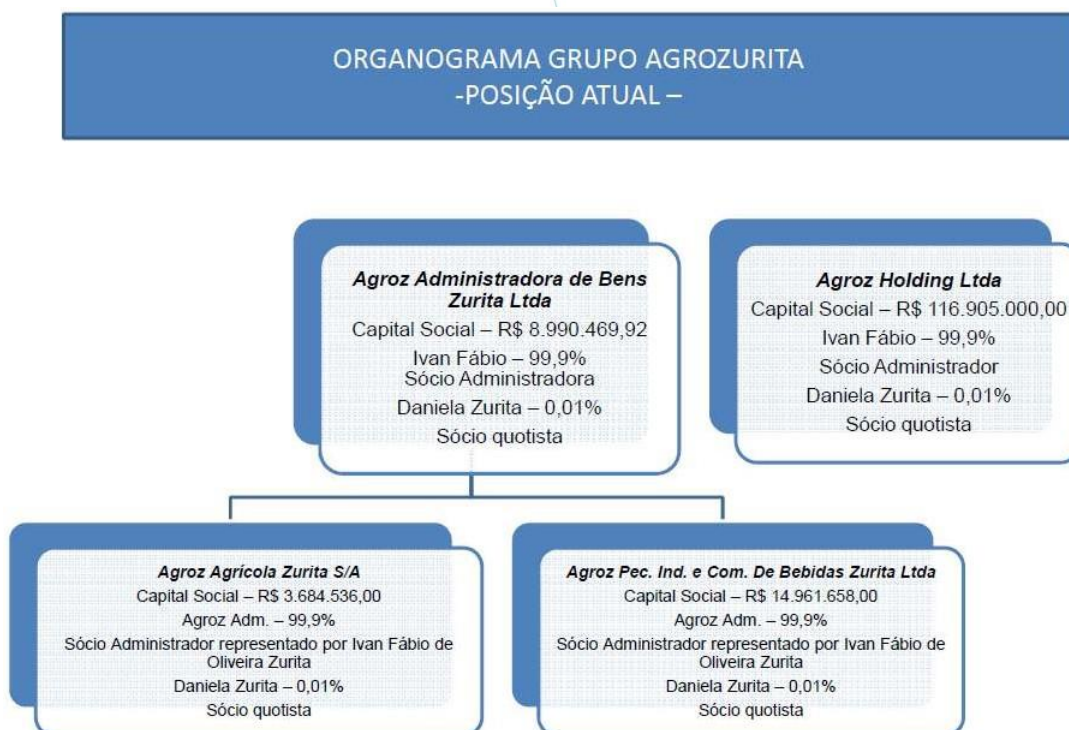 ORGANOGRAMA GRUPO AGROZURITA
-POSIÇÃO ATUAL –
Agroz Administradora de Bens
Zurita Ltda
Capital Social – R$ 8.990.469,92
Ivan Fábio – 99,9%
Sócio Administradora
Daniela Zurita – 0,01%
Sócio quotista
Agroz Holding Ltda
Capital Social – R$ 116.905.000,00
Ivan Fábio – 99,9%
Sócio Administrador
Daniela Zurita – 0,01%
Sócio quotista
Agroz Agrícola Zurita S/A
Capital Social – R$ 3.684.536,00
Agroz Adm. – 99,9%
Sócio Administrador representado por Ivan Fábio de
Oliveira Zurita
Daniela Zurita – 0,01%
Sócio quotista
Agroz Pec. Ind. e Com. De Bebidas Zurita Ltda
Capital Social – R$ 14.961.658,00
Agroz Adm. – 99,9%
Sócio Administrador representado por Ivan Fábio de
Oliveira Zurita
Daniela Zurita – 0,01%
Sócio quotista